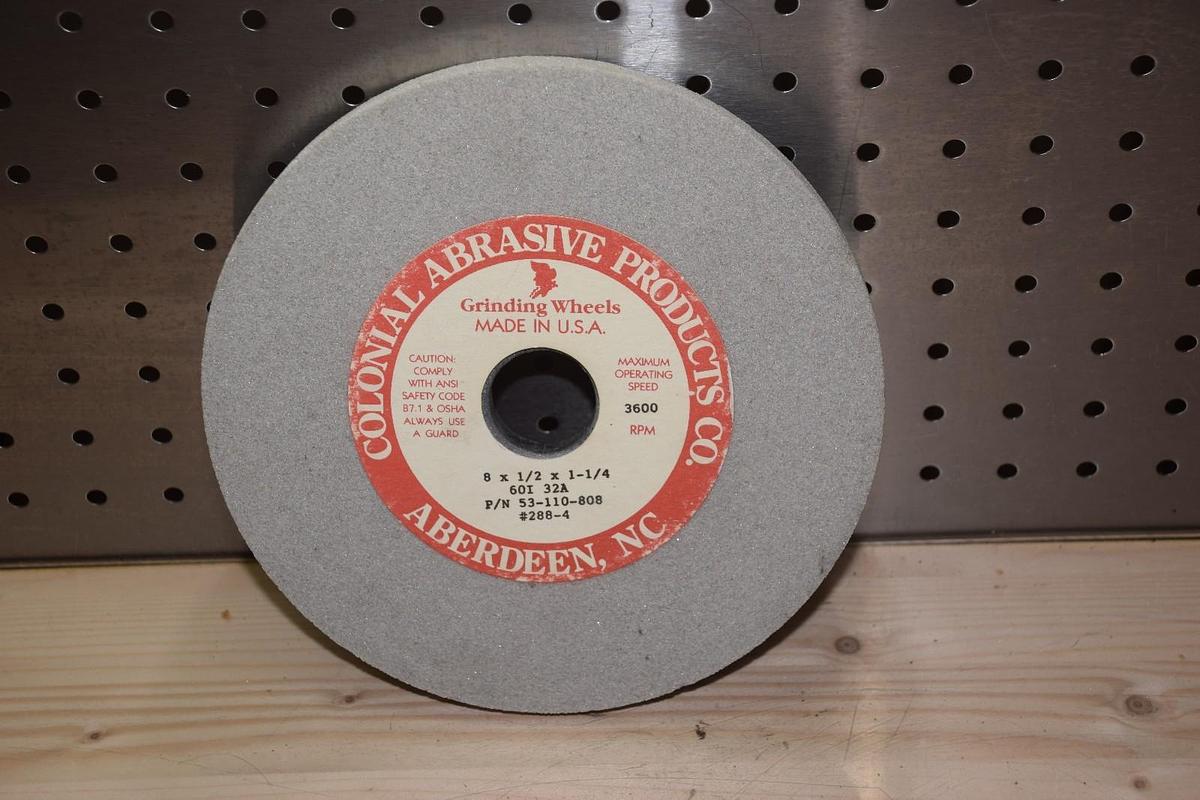 COLONIAL ABRASIVE PRODUCTS CO.
Grinding Wheels
MADE IN U.S.A.
CAUTION:
COMPLY
WITH ANSI
SAFETY CODE
B7.1 & OSHA
ALWAYS USE
A GUARD
MAXIMUM
OPERATING
SPEED
3600
RPM
8 x 1/2 x 1-1/4
60I 32A
P/N 53-110-808
#288-4
ABERDEEN, NC